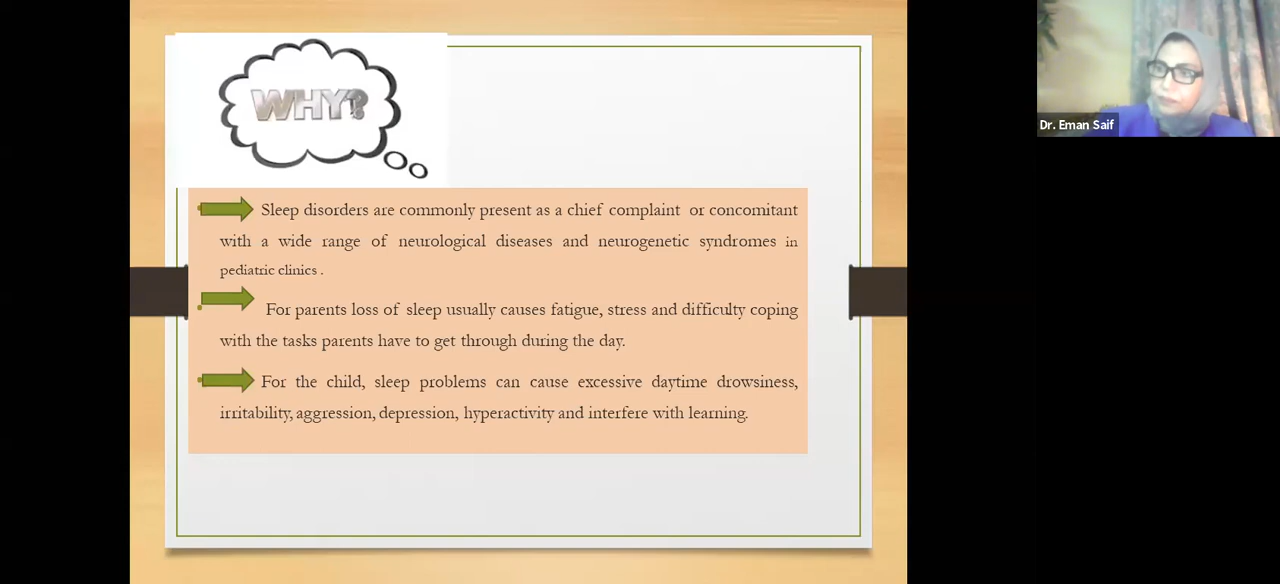 WHY?
Sleep disorders are commonly present as a chief complaint or concomitant
with a wide range of neurological diseases and neurogenetic syndromes in
pediatric clinics .
For parents loss of sleep usually causes fatigue, stress and difficulty coping
with the tasks parents have to get through during the day.
For the child, sleep problems can cause excessive daytime drowsiness,
irritability, aggression, depression, hyperactivity and interfere with learning.
Dr. Eman Saif